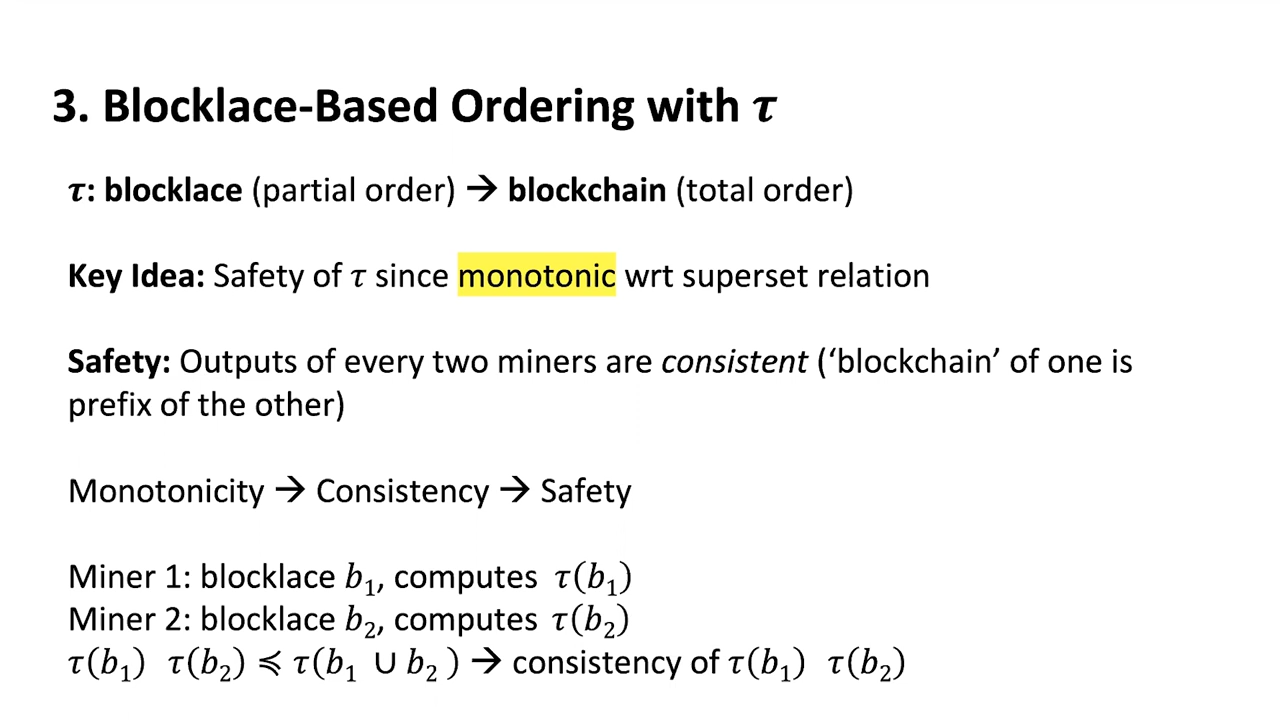 3. Blocklace-Based Ordering with τ
τ: blocklace (partial order) → blockchain (total order)
Key Idea: Safety of τ since monotonic wrt superset relation
Safety: Outputs of every two miners are consistent (‘blockchain’ of one is
prefix of the other)
Monotonicity → Consistency → Safety
Miner 1: blocklace b₁, computes τ(b₁)
Miner 2: blocklace b₂, computes τ(b₂)
τ(b₁) τ(b₂) ≼ τ(b₁ ∪ b₂ ) → consistency of τ(b₁) τ(b₂)